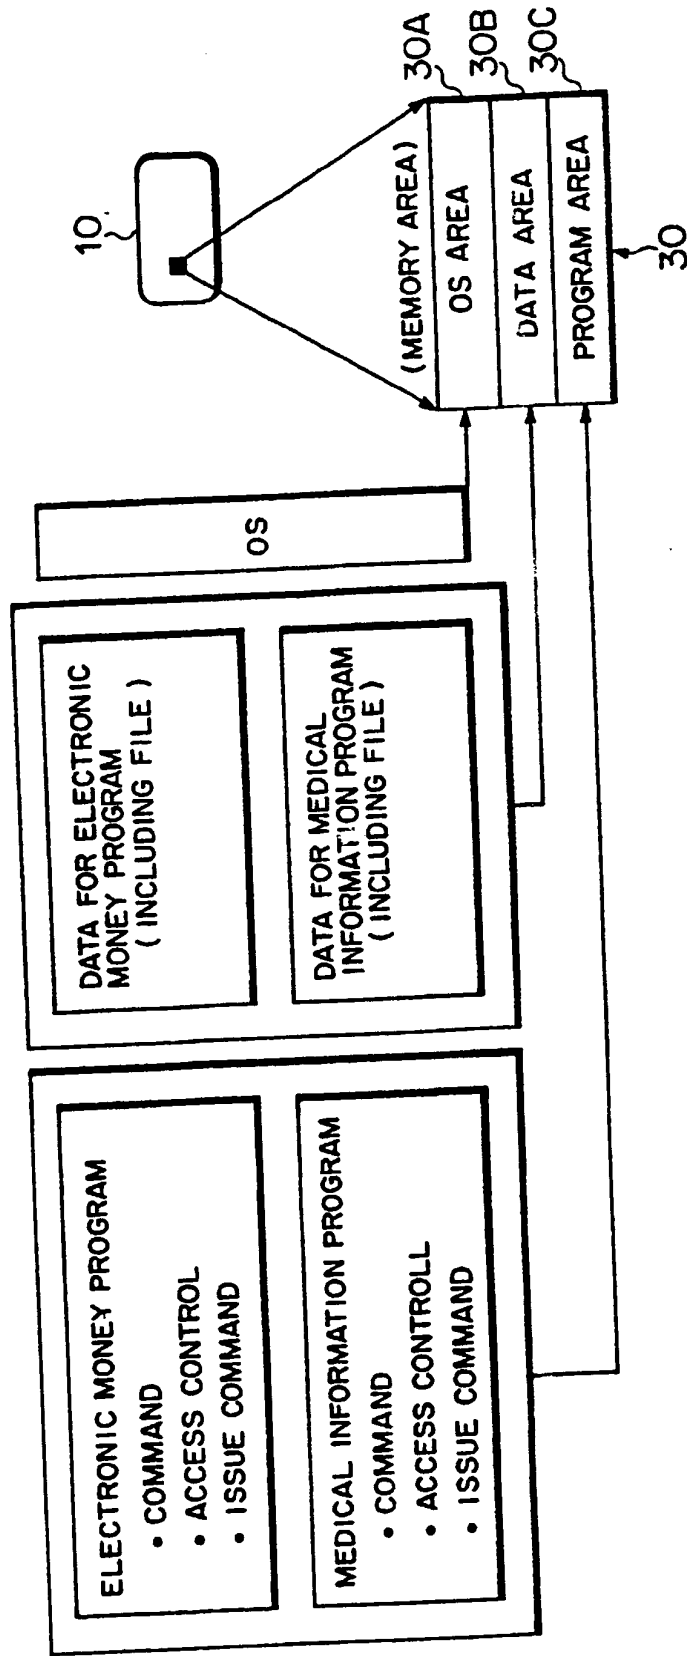 ELECTRONIC MONEY PROGRAM
• COMMAND
• ACCESS CONTROL
• ISSUE COMMAND
MEDICAL INFORMATION PROGRAM
• COMMAND
• ACCESS CONTROLL
• ISSUE COMMAND
DATA FOR ELECTRONIC
MONEY PROGRAM
( INCLUDING FILE )
DATA FOR MEDICAL
INFORMATION PROGRAM
( INCLUDING FILE )
OS
10
(MEMORY AREA)
OS AREA
30A
DATA AREA
30B
PROGRAM AREA
30C
30